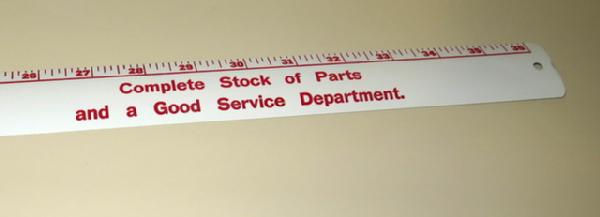 26 27 28 29 30 31 32 33 34 35 36
Complete Stock of Parts
and a Good Service Department.